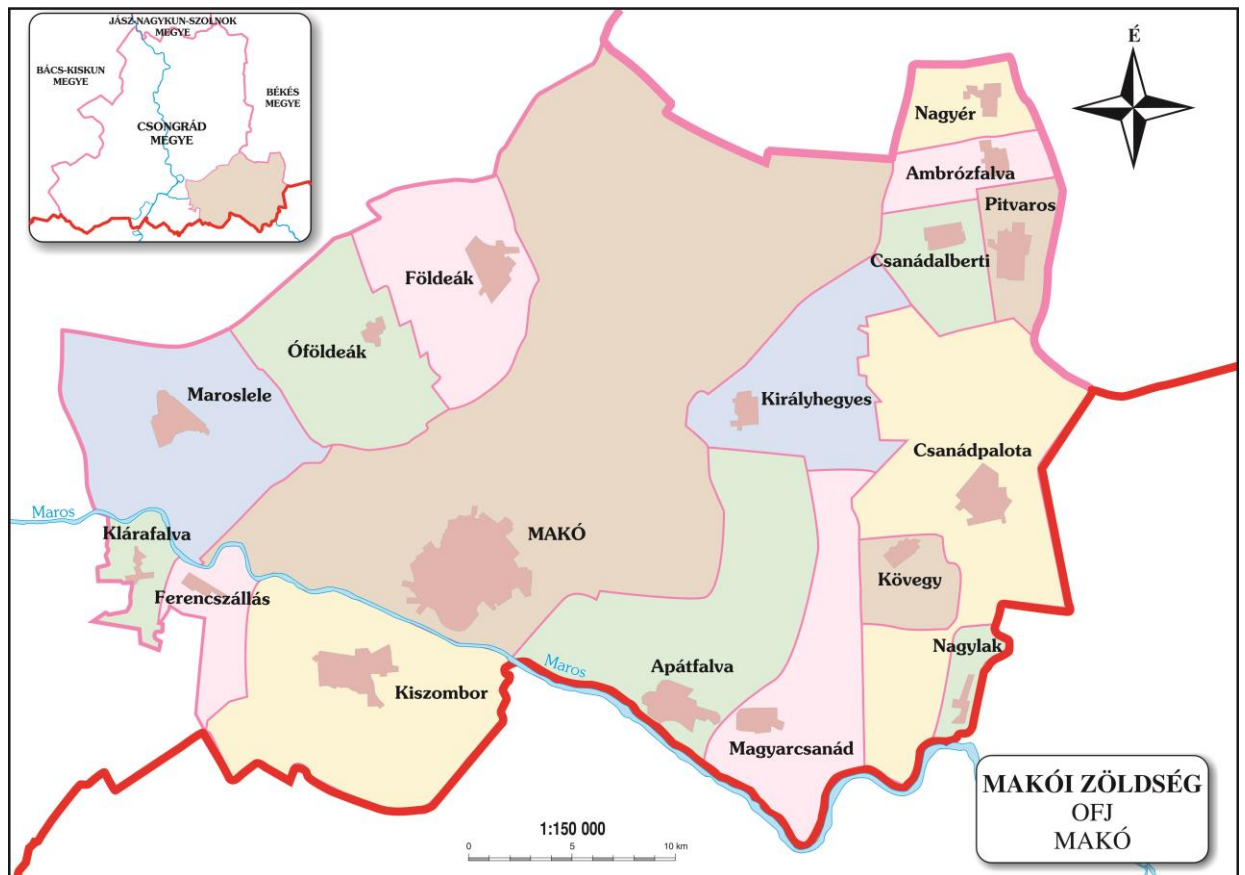 JÁSZ-NAGYKUN-SZOLNOK
MEGYE
BÁCS-KISKUN
MEGYE
BÉKÉS
MEGYE
CSONGRÁD
MEGYE
É
Nagyér
Ambrózfalva
Pitvaros
Csanádalberti
Földeák
Óföldeák
Maroslele
Királyhegyes
Csanádpalota
Maros
Klárafalva
MAKÓ
Ferencszállás
Kövegy
Nagylak
Maros
Apátfalva
Kiszombor
Magyarcsanád
MAKÓI ZÖLDSÉG
OFJ
MAKÓ
1:150 000
0 5 10 km